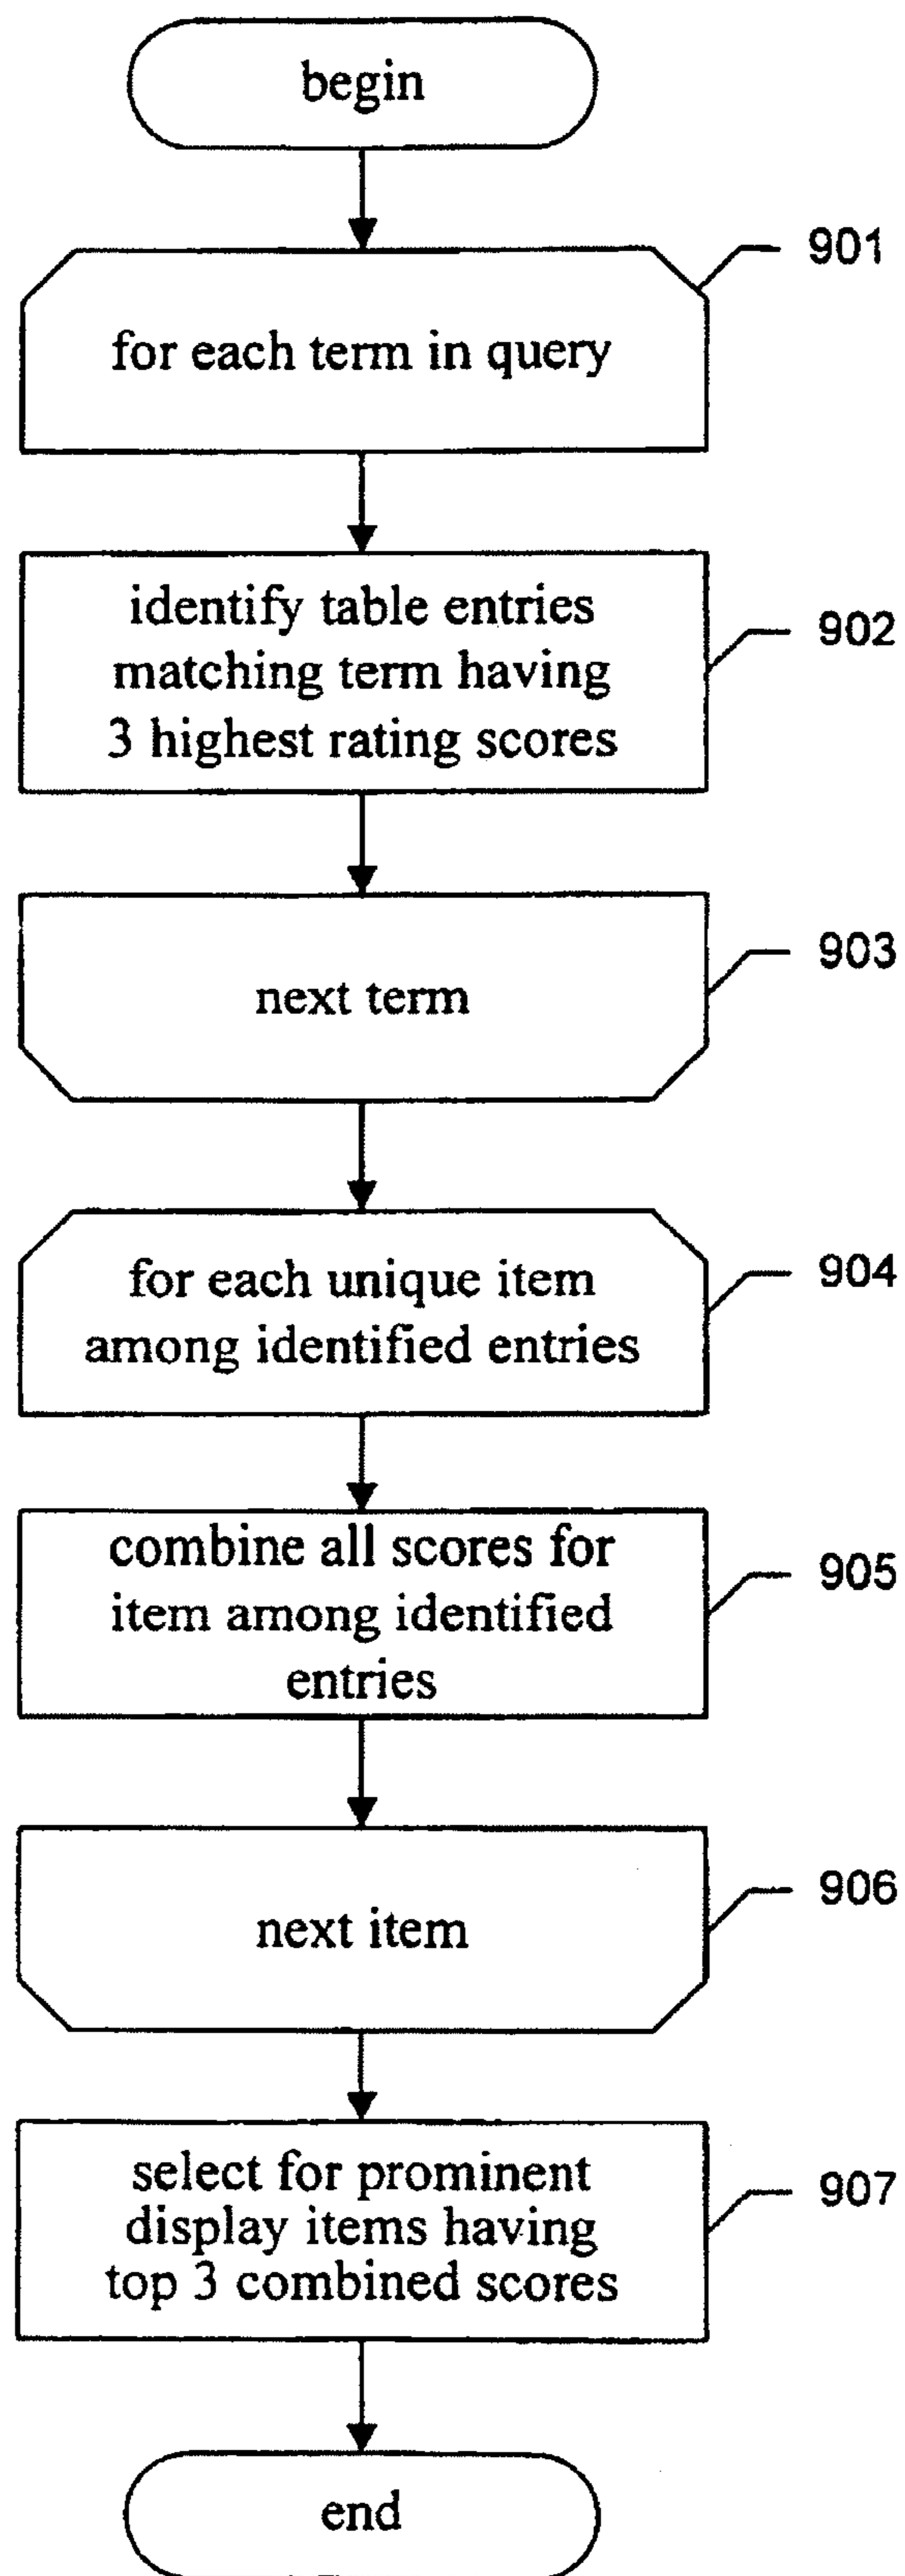 begin
901
for each term in query
identify table entries
902
matching term having
3 highest rating scores
903
next term
for each unique item
904
among identified entries
combine all scores for
905
item among identified
entries
906
next item
select for prominent
907
display items having
top 3 combined scores
end